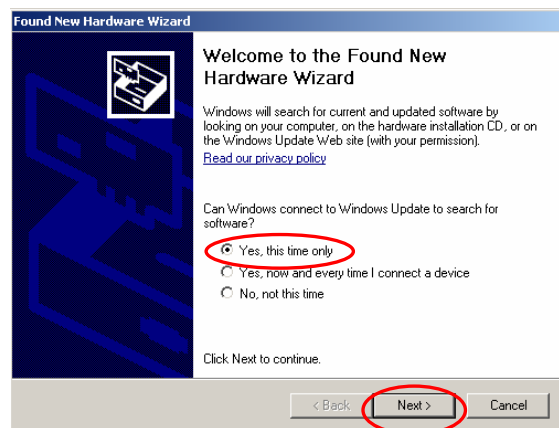 Found New Hardware Wizard
Welcome to the Found New
Hardware Wizard
Windows will search for current and updated software by
looking on your computer, on the hardware installation CD, or on
the Windows Update Web site (with your permission).
Read our privacy policy
Can Windows connect to Windows Update to search for
software?
Yes, this time only
Yes, now and every time I connect a device
No, not this time
Click Next to continue.
< Back Next > Cancel